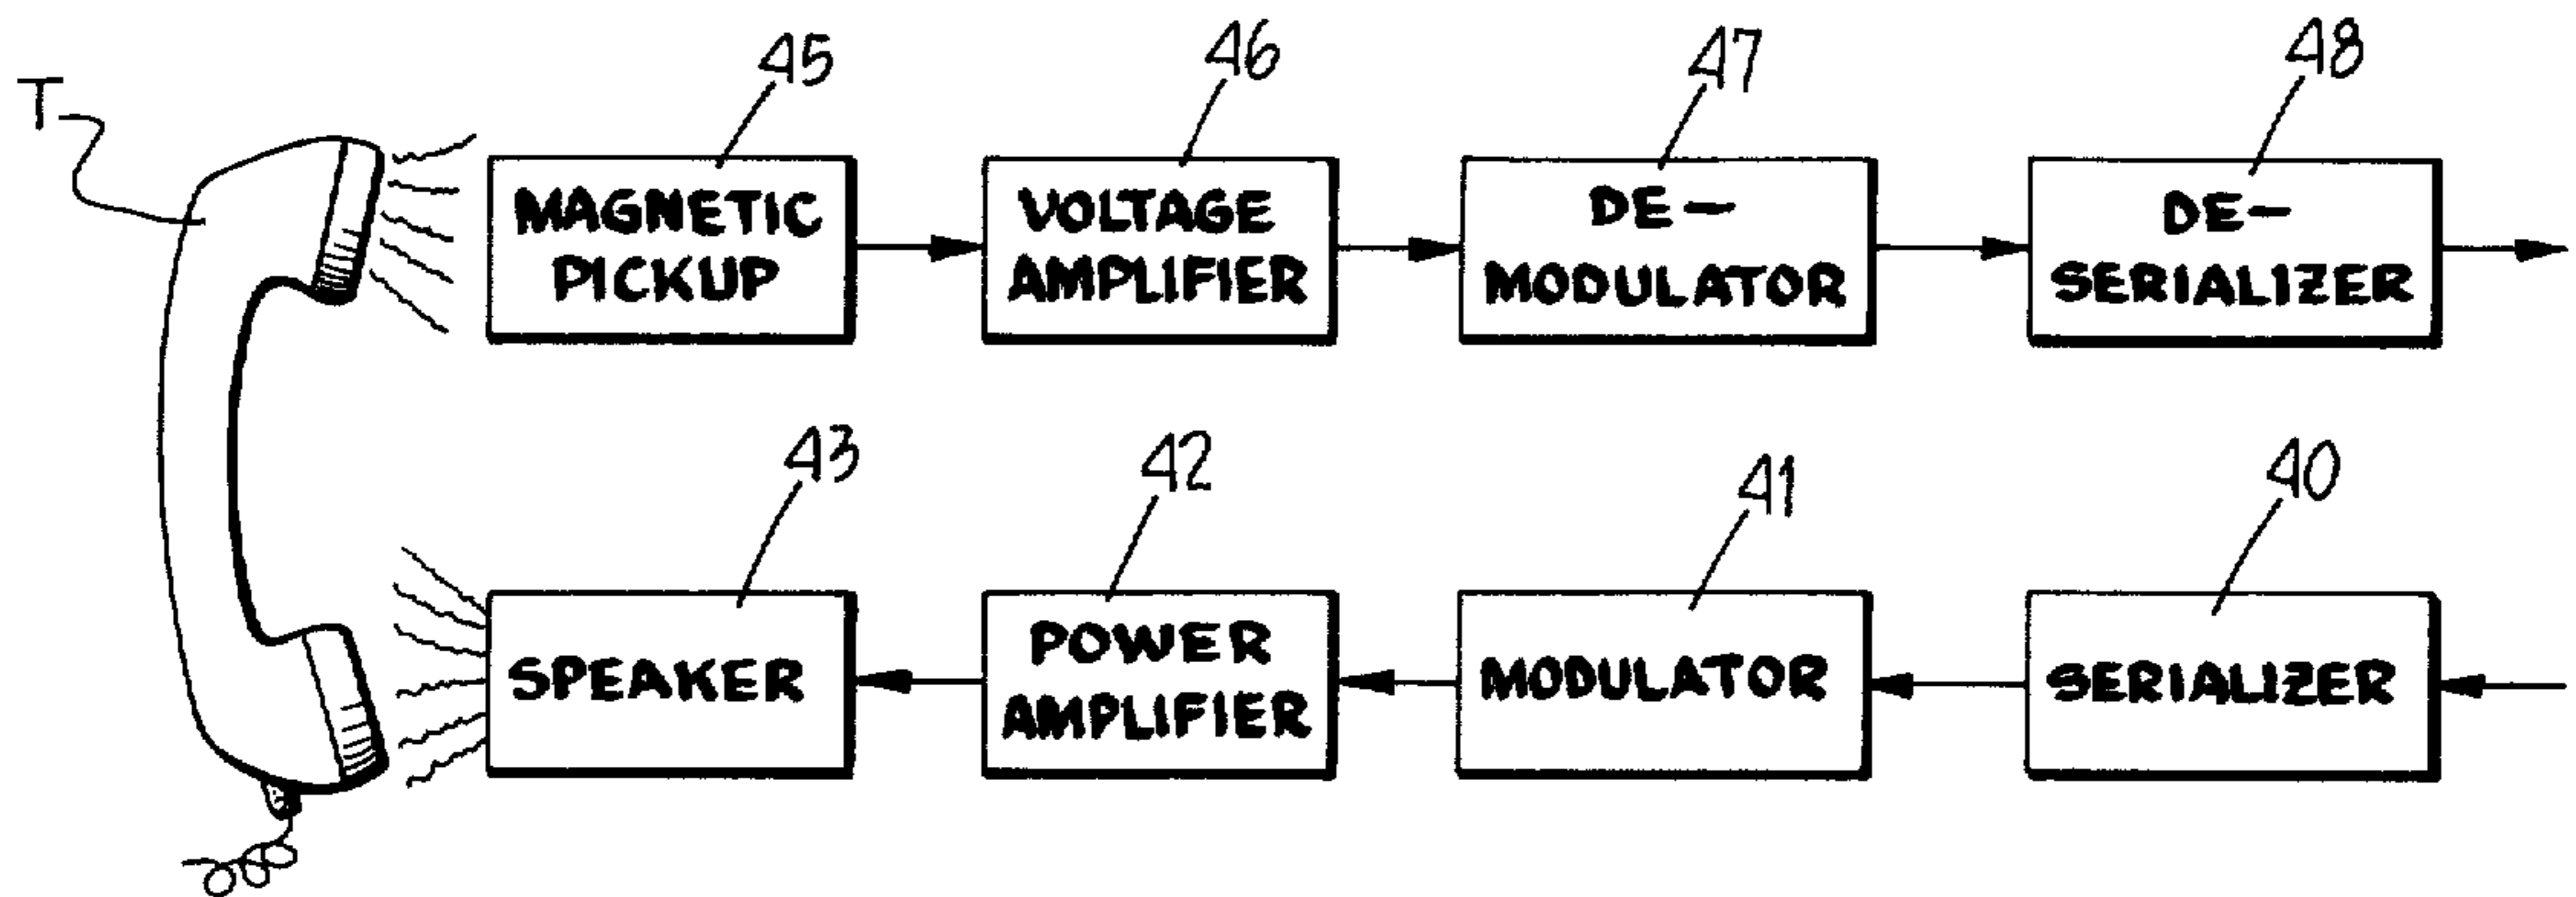 T
45
46
47
48
MAGNETIC
PICKUP
VOLTAGE
AMPLIFIER
DE-
MODULATOR
DE-
SERIALIZER
43
42
41
40
SPEAKER
POWER
AMPLIFIER
MODULATOR
SERIALIZER